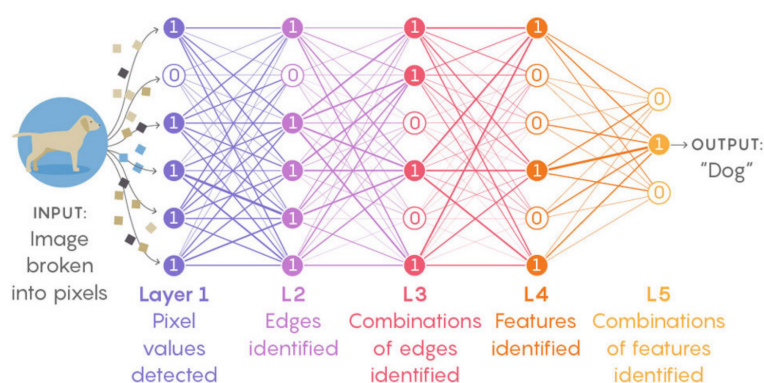 1 1 1 1
0 0 1 0
0
1 1 0 0
1 → OUTPUT:
"Dog"
1 1 1 1
0
1 1 0 0
1 1 1 1
INPUT:
Image
broken
into pixels
Layer 1
Pixel
values
detected
L2
Edges
identified
L3
Combinations
of edges
identified
L4
Features
identified
L5
Combinations
of features
identified